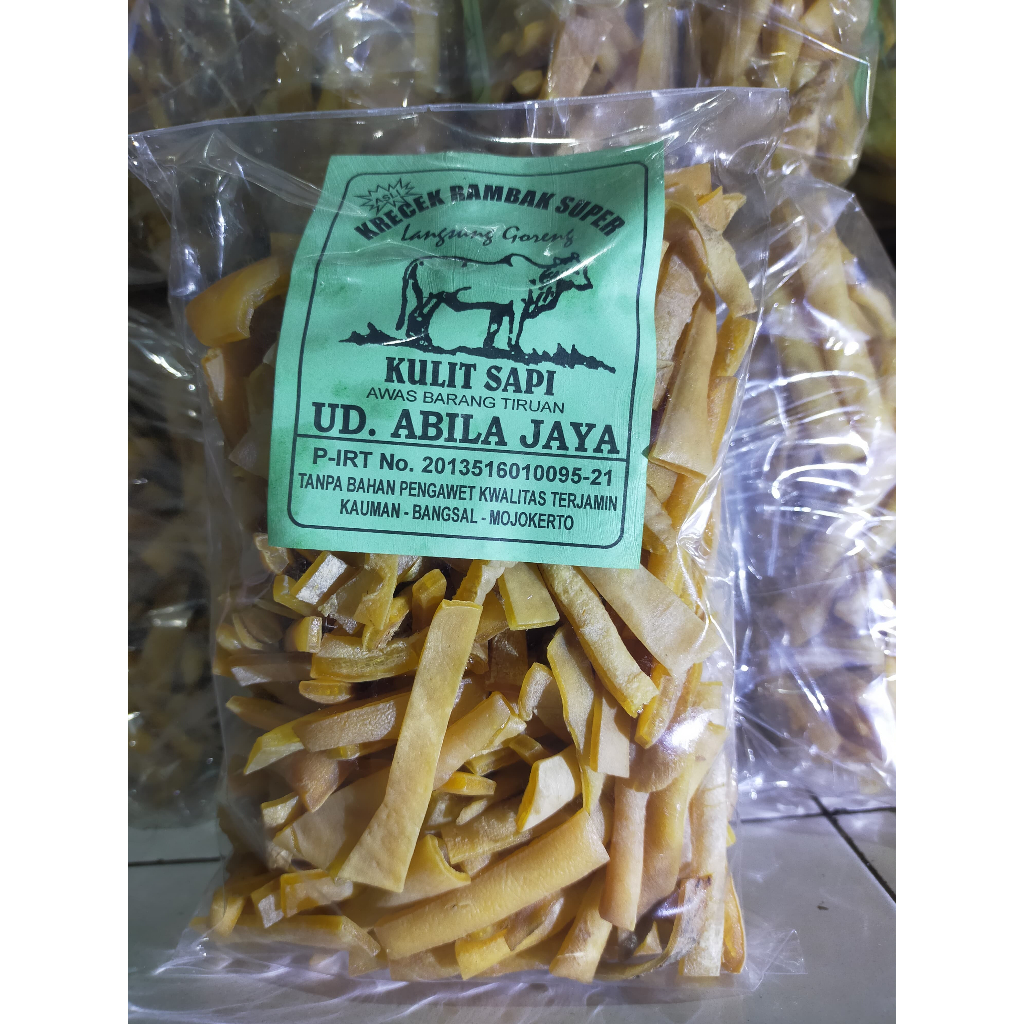 ASLI
KRECEK RAMBAK SUPER
Langsung Goreng
KULIT SAPI
AWAS BARANG TIRUAN
UD. ABILA JAYA
P-IRT No. 2013516010095-21
TANPA BAHAN PENGAWET KWALITAS TERJAMIN
KAUMAN - BANGSAL - MOJOKERTO